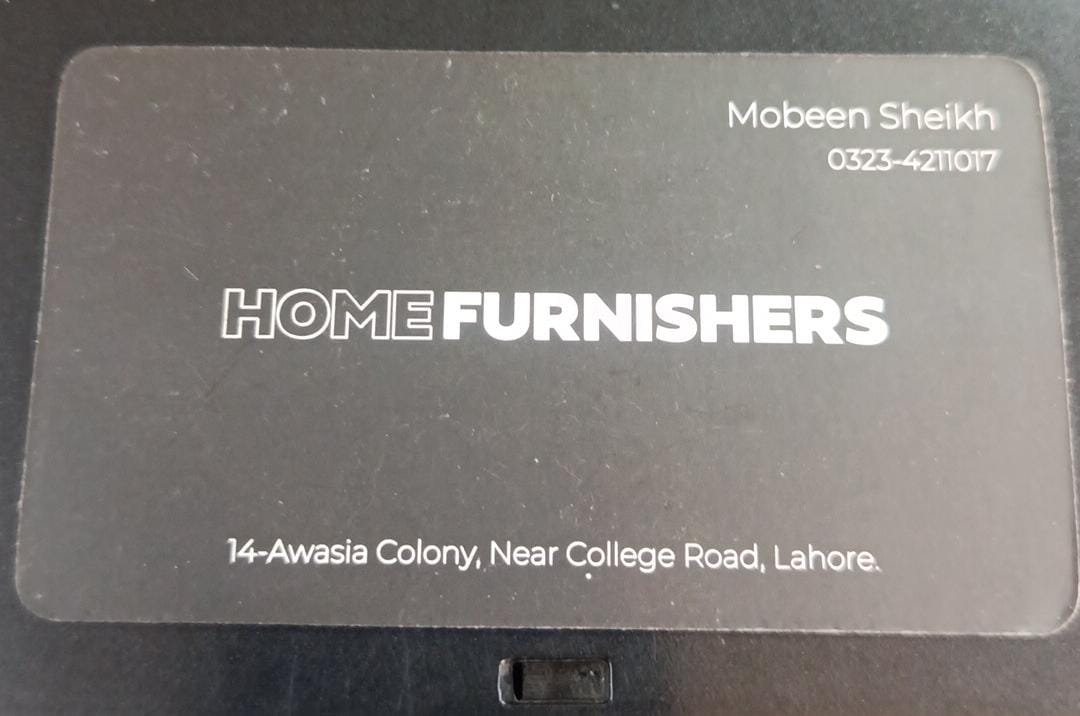 Mobeen Sheikh
0323-4211017
HOME FURNISHERS
14-Awasia Colony, Near College Road, Lahore.